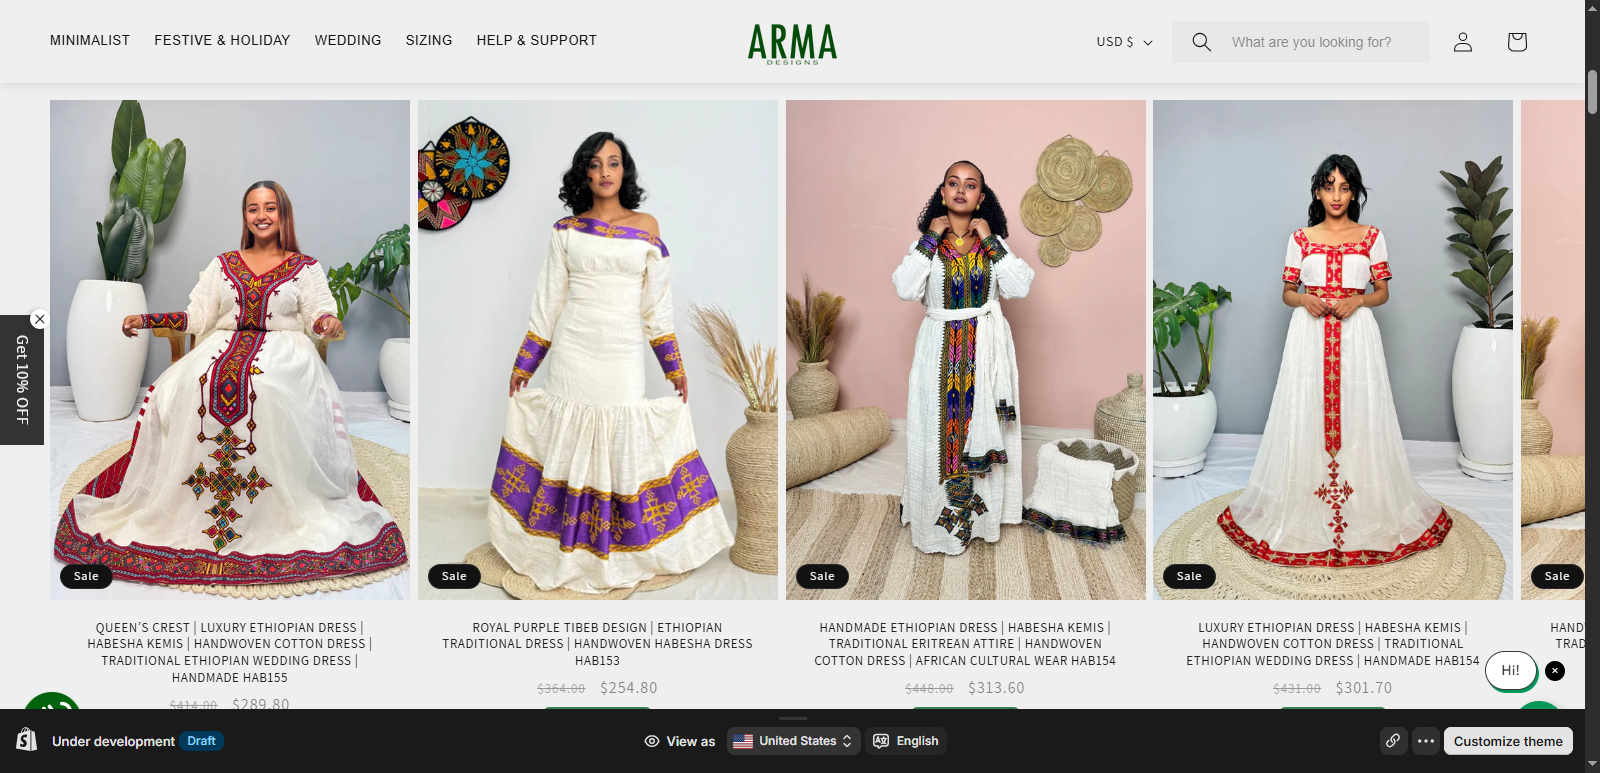 MINIMALIST FESTIVE & HOLIDAY WEDDING SIZING HELP & SUPPORT
ARMA
DESIGNS
USD $
What are you looking for?
Get 10% OFF
Sale
Sale
Sale
Sale
Sale
QUEEN'S CREST | LUXURY ETHIOPIAN DRESS |
HABESHA KEMIS | HANDWOVEN COTTON DRESS |
TRADITIONAL ETHIOPIAN WEDDING DRESS |
HANDMADE HAB155
$414.00 $289.80
ROYAL PURPLE TIBEB DESIGN | ETHIOPIAN
TRADITIONAL DRESS | HANDWOVEN HABESHA DRESS
HAB153
$364.00 $254.80
HANDMADE ETHIOPIAN DRESS | HABESHA KEMIS |
TRADITIONAL ERITREAN ATTIRE | HANDWOVEN
COTTON DRESS | AFRICAN CULTURAL WEAR HAB154
$448.00 $313.60
LUXURY ETHIOPIAN DRESS | HABESHA KEMIS |
HANDWOVEN COTTON DRESS | TRADITIONAL
ETHIOPIAN WEDDING DRESS | HANDMADE HAB154
$431.00 $301.70
HAND
TRAD
Hi!
Under development Draft
View as United States English
Customize theme